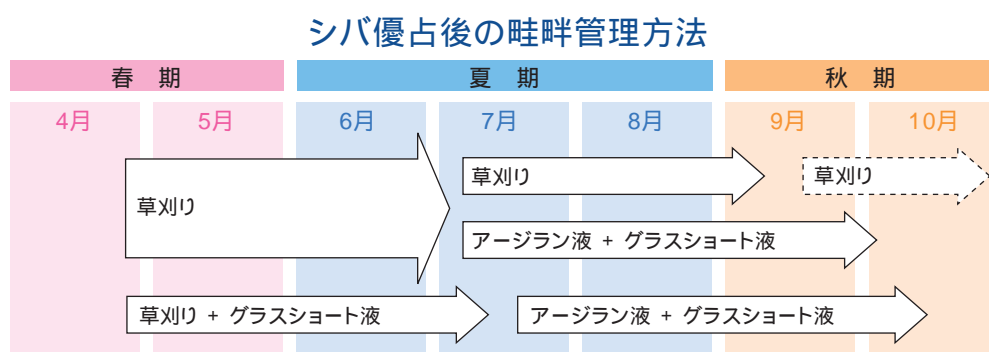 シバ優占後の畦畔管理方法
春 期 夏 期 秋 期
4月 5月 6月 7月 8月 9月 10月
草刈り 草刈り
草刈り
アージラン液 + グラスショート液
草刈り + グラスショート液 アージラン液 + グラスショート液